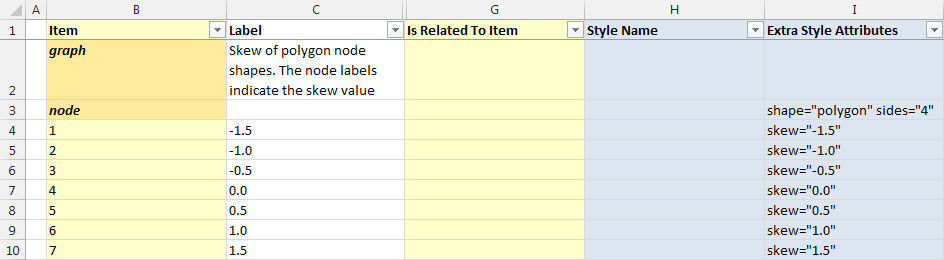 A B C G H I
1 Item Label Is Related To Item Style Name Extra Style Attributes
graph Skew of polygon node
shapes. The node labels
2 indicate the skew value
3 node shape="polygon" sides="4"
4 1 -1.5 skew="-1.5"
5 2 -1.0 skew="-1.0"
6 3 -0.5 skew="-0.5"
7 4 0.0 skew="0.0"
8 5 0.5 skew="0.5"
9 6 1.0 skew="1.0"
10 7 1.5 skew="1.5"